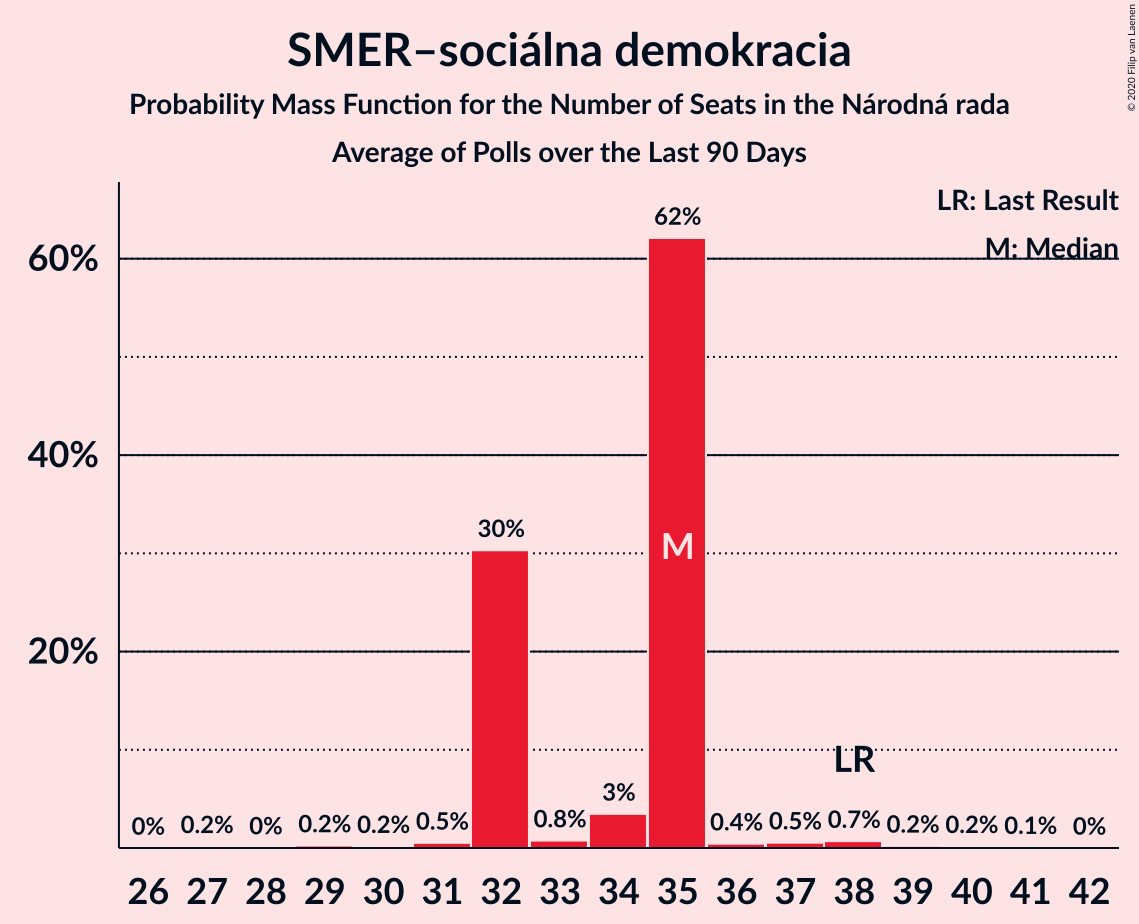 SMER–sociálna demokracia
Probability Mass Function for the Number of Seats in the Národná rada
Average of Polls over the Last 90 Days
© 2020 Filip van Laenen
LR: Last Result
M: Median
60%
40%
20%
0% 0.2% 0% 0.2% 0.2% 0.5% 30% 0.8% 3% 62% 0.4% 0.5% 0.7% 0.2% 0.2% 0.1% 0%
M
LR
26 27 28 29 30 31 32 33 34 35 36 37 38 39 40 41 42